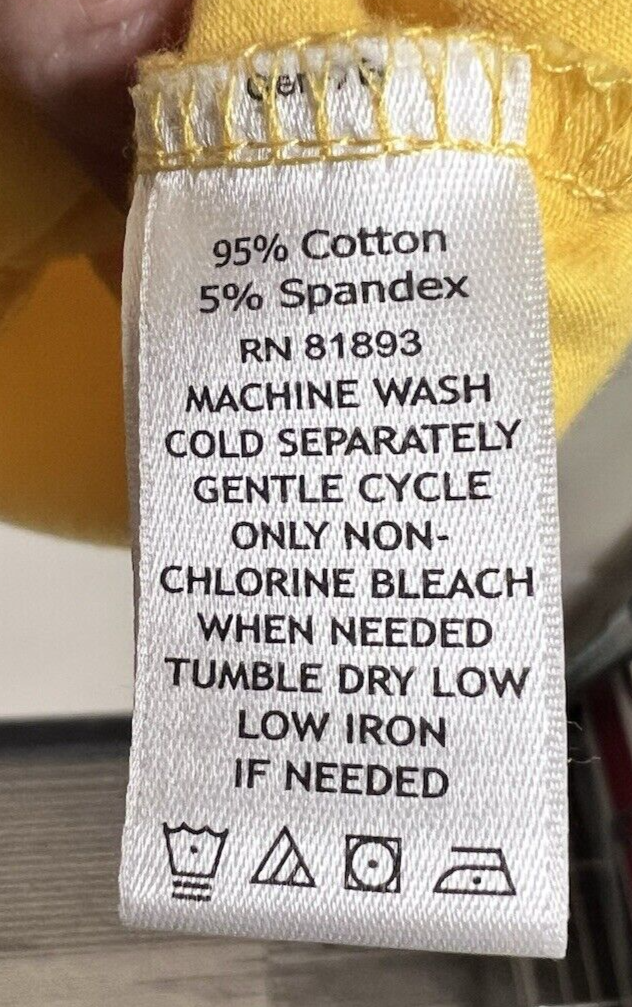 95% Cotton
5% Spandex
RN 81893
MACHINE WASH
COLD SEPARATELY
GENTLE CYCLE
ONLY NON-
CHLORINE BLEACH
WHEN NEEDED
TUMBLE DRY LOW
LOW IRON
IF NEEDED